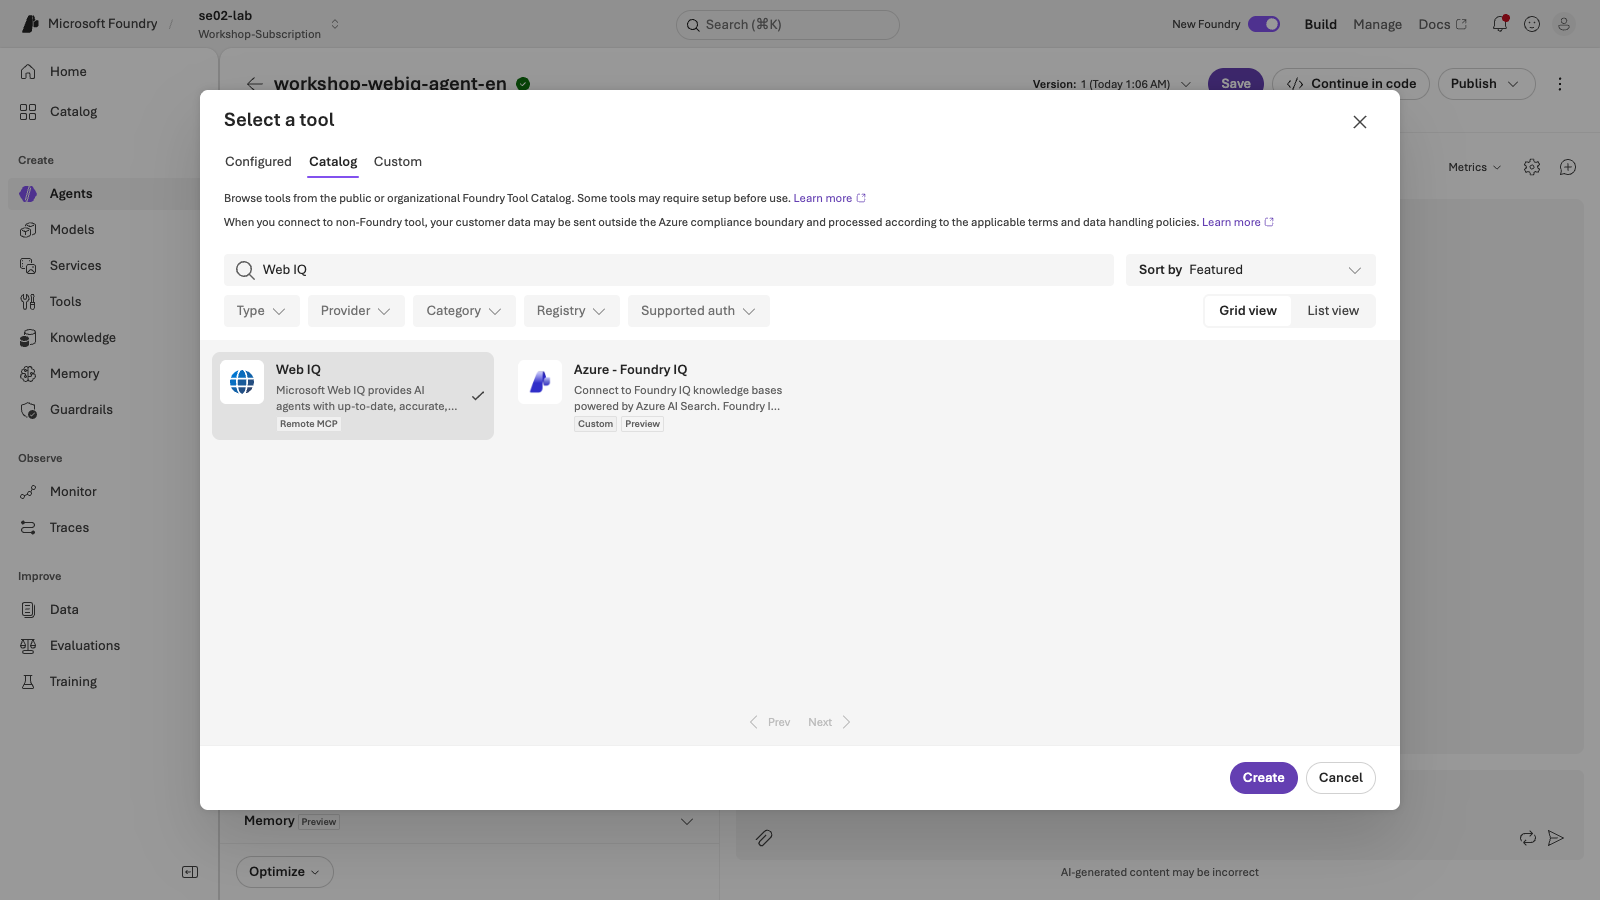 Microsoft Foundry
/
se02-lab
Workshop-Subscription
Search (⌘K)
New Foundry
Build
Manage
Docs
Home
Catalog
Create
Agents
Models
Services
Tools
Knowledge
Memory
Guardrails
Observe
Monitor
Traces
Improve
Data
Evaluations
Training
workshop-webiq-agent-en
Version: 1 (Today 1:06 AM)
Save
Continue in code
Publish
Metrics
Select a tool
Configured
Catalog
Custom
Browse tools from the public or organizational Foundry Tool Catalog. Some tools may require setup before use. Learn more
When you connect to non-Foundry tool, your customer data may be sent outside the Azure compliance boundary and processed according to the applicable terms and data handling policies. Learn more
Web IQ
Sort by Featured
Type
Provider
Category
Registry
Supported auth
Grid view
List view
Web IQ
Microsoft Web IQ provides AI
agents with up-to-date, accurate,...
Remote MCP
Azure - Foundry IQ
Connect to Foundry IQ knowledge bases
powered by Azure AI Search. Foundry I...
Custom
Preview
Prev
Next
Create
Cancel
Memory Preview
Optimize
AI-generated content may be incorrect